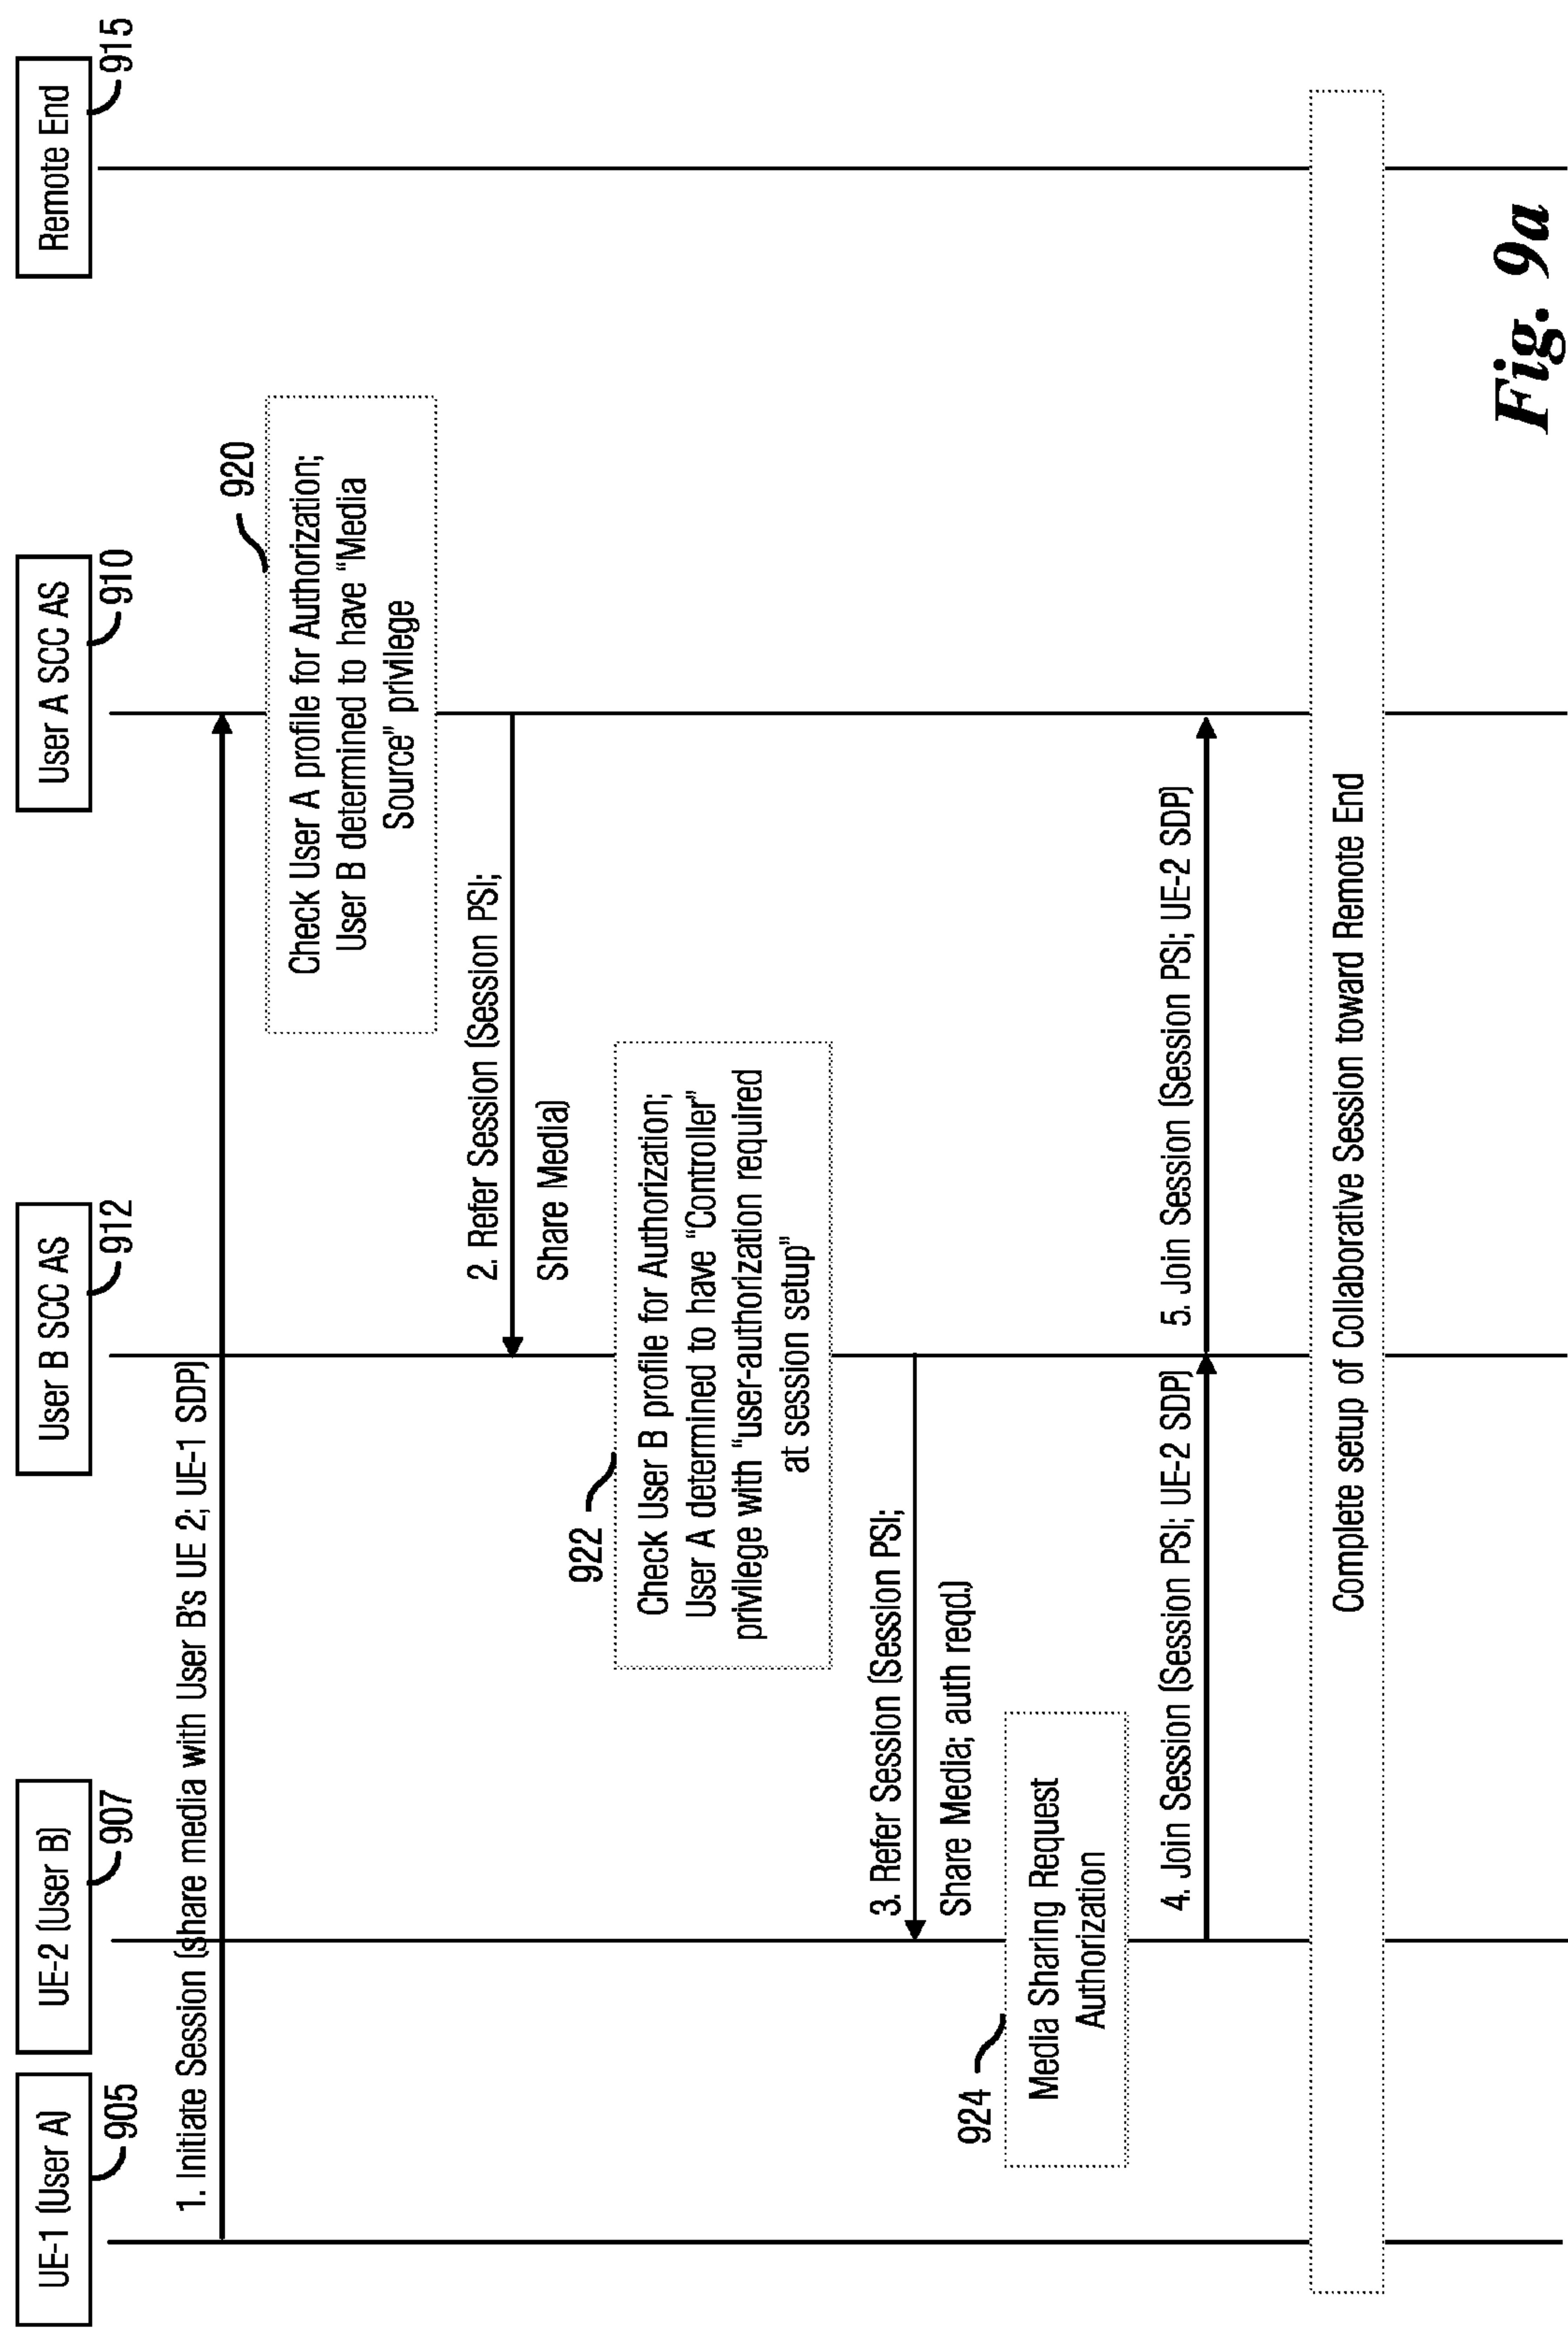 UE-1 (User A)
905
UE-2 (User B)
907
User B SCC AS
912
User A SCC AS
910
Remote End
915
1. Initiate Session (share media with User B's UE 2; UE-1 SDP)
920
Check User A profile for Authorization;
User B determined to have “Media
Source” privilege
2. Refer Session (Session PSI;
Share Media)
922
Check User B profile for Authorization;
User A determined to have “Controller”
privilege with “user-authorization required
at session setup”
3. Refer Session (Session PSI;
Share Media; auth reqd.)
924
Media Sharing Request
Authorization
4. Join Session (Session PSI; UE-2 SDP)
5. Join Session (Session PSI; UE-2 SDP)
Complete setup of Collaborative Session toward Remote End
Fig. 9a